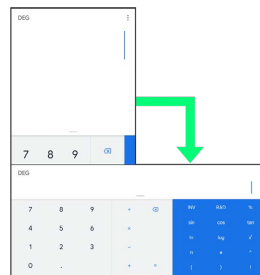 DEG
7 8 9
DEG
7 8 9 ÷
INV RAD %
4 5 6 ×
sin cos tan
1 2 3 −
ln log √
0 . + =
π e ^
( ) !